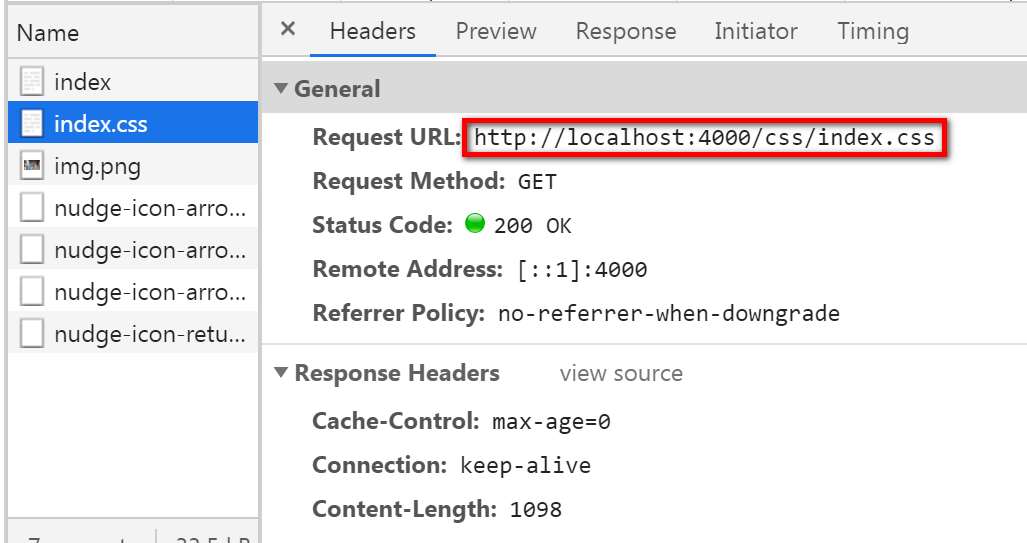 Name
index
index.css
img.png
nudge-icon-arro...
nudge-icon-arro...
nudge-icon-arro...
nudge-icon-retu...
× Headers Preview Response Initiator Timing
General
Request URL: http://localhost:4000/css/index.css
Request Method: GET
Status Code: 200 OK
Remote Address: [::1]:4000
Referrer Policy: no-referrer-when-downgrade
Response Headers view source
Cache-Control: max-age=0
Connection: keep-alive
Content-Length: 1098